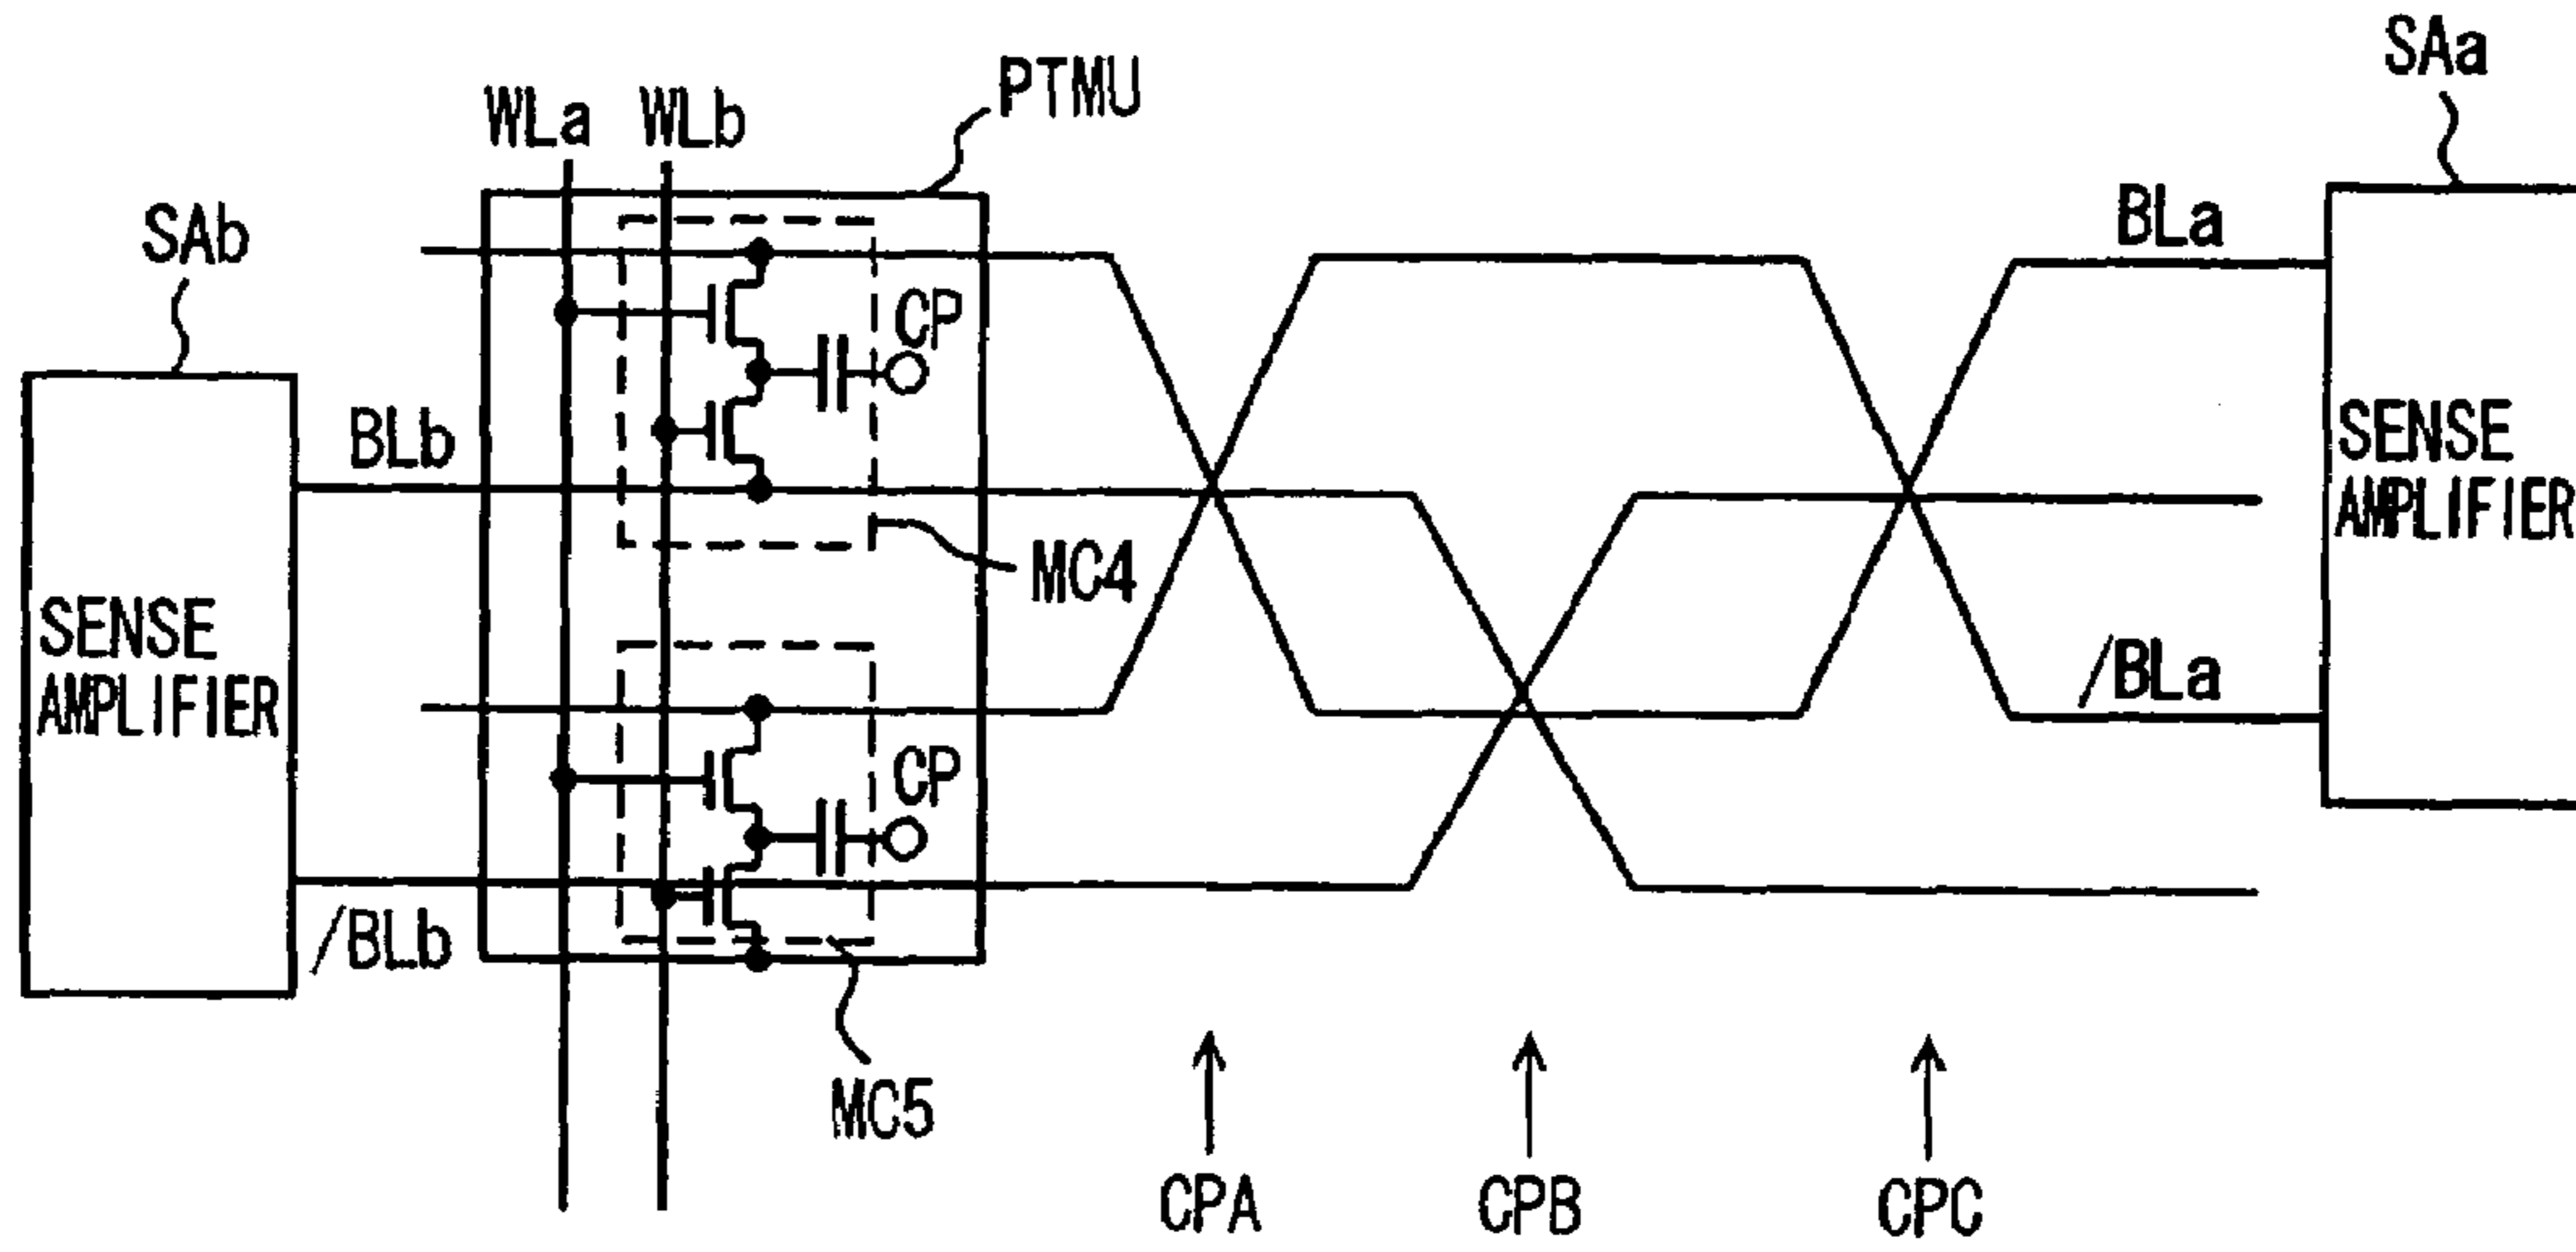 SAa
PTMU
WLa WLb
BLa
SAb
CP
BLb
SENSE
AMPLIFIER
MC4
SENSE
AMPLIFIER
/BLa
CP
/BLb
MC5
CPA CPB CPC